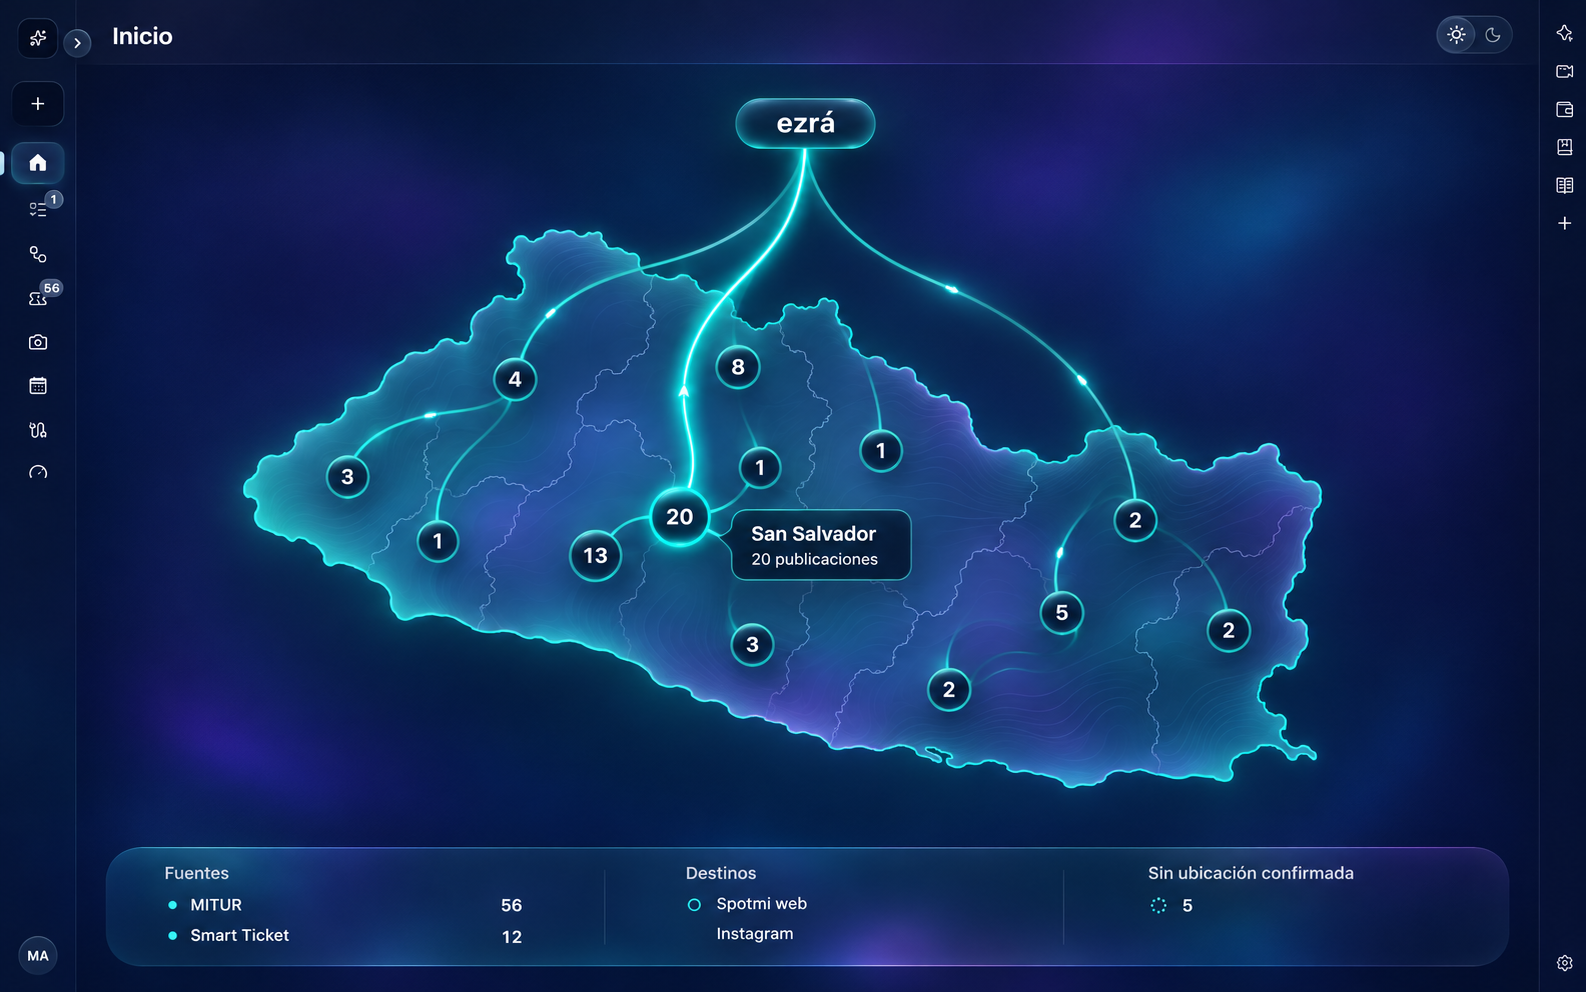 Inicio
ezrá
1
56
4
8
3
1
1
1
20
13
San Salvador
20 publicaciones
2
5
2
3
2
Fuentes
MITUR 56
Smart Ticket 12
Destinos
Spotmi web
Instagram
Sin ubicación confirmada
5
MA